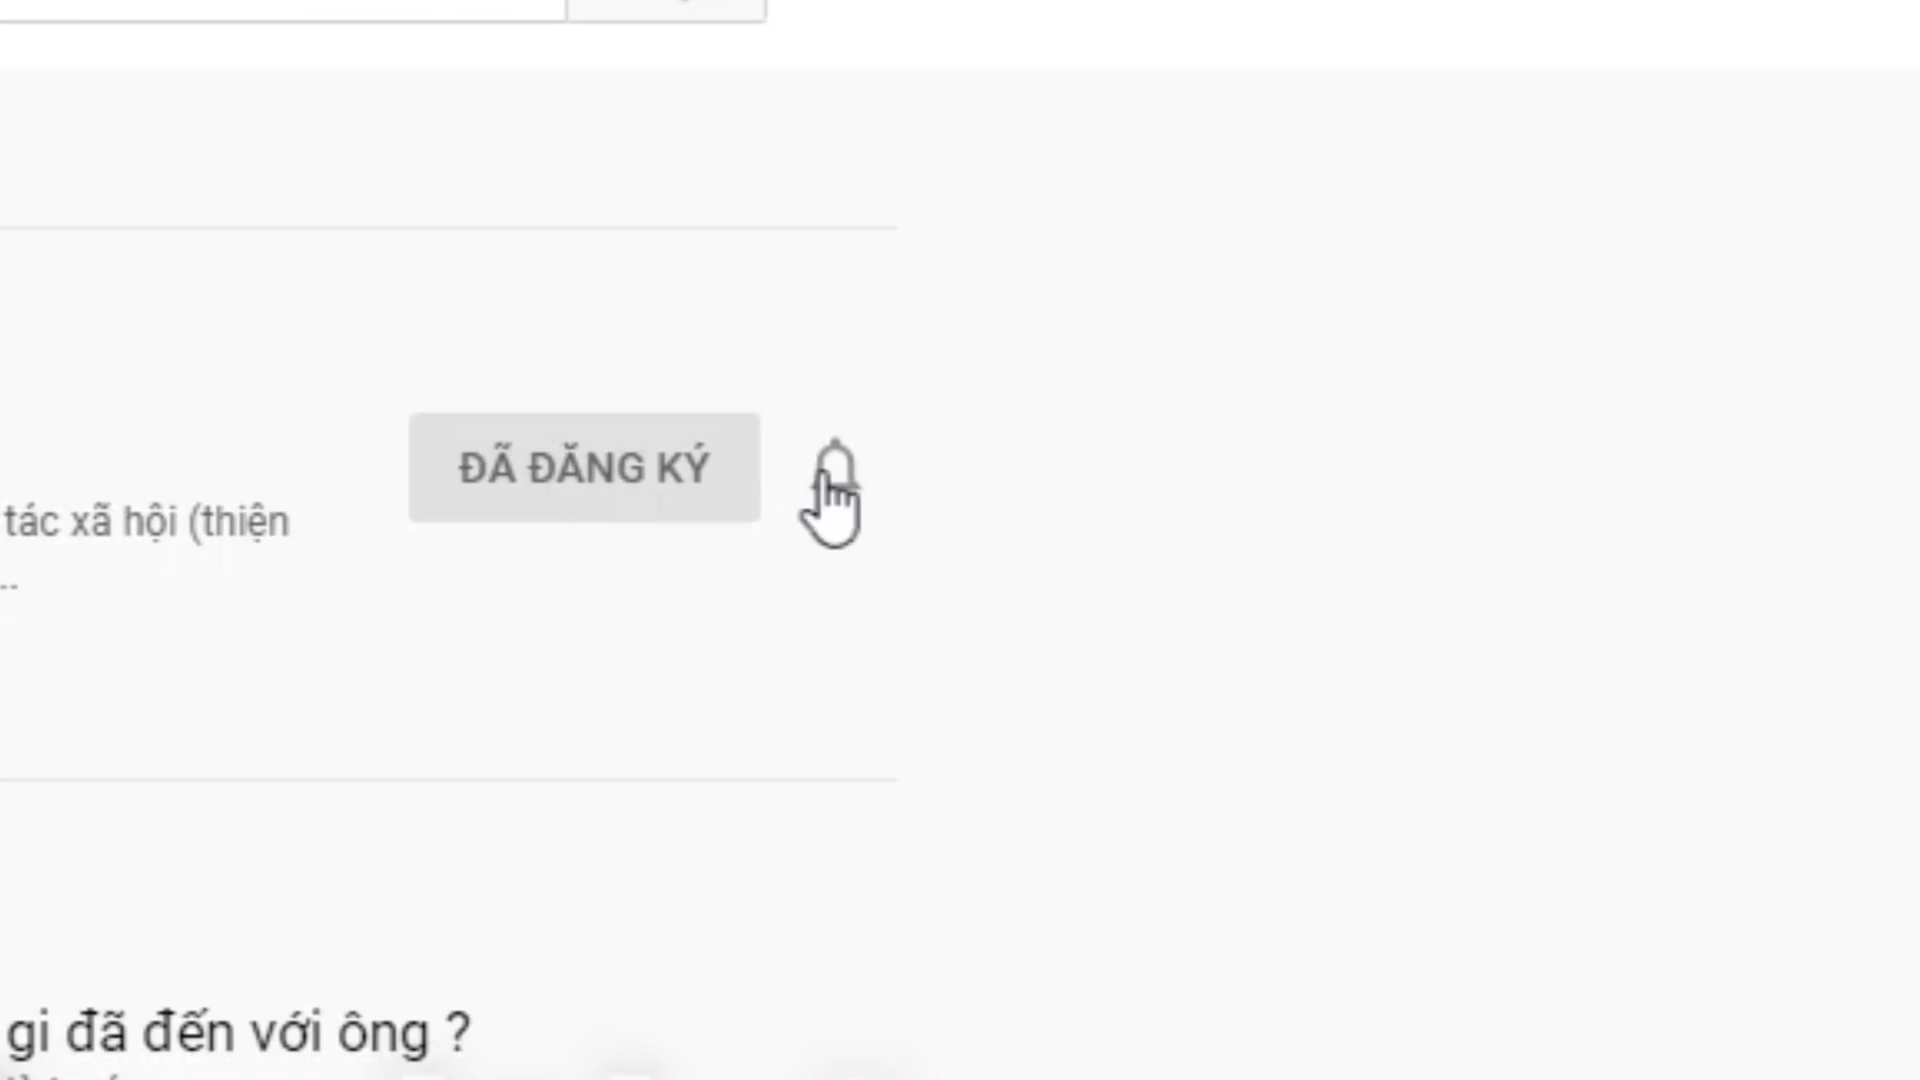 ĐÃ ĐĂNG KÝ
tác xã hội (thiện
...
gi đã đến với ông ?